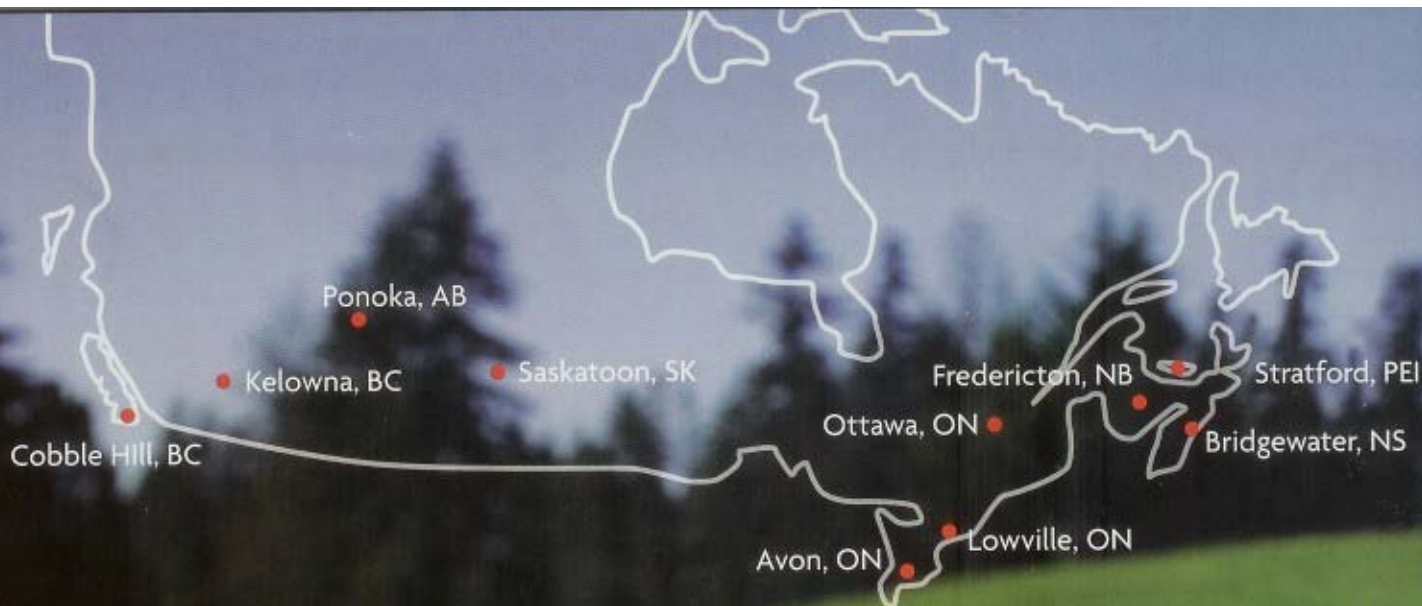 Ponoka, AB
Kelowna, BC
Saskatoon, SK
Fredericton, NB
Stratford, PEI
Ottawa, ON
Bridgewater, NS
Cobble HIll, BC
Lowville, ON
Avon, ON